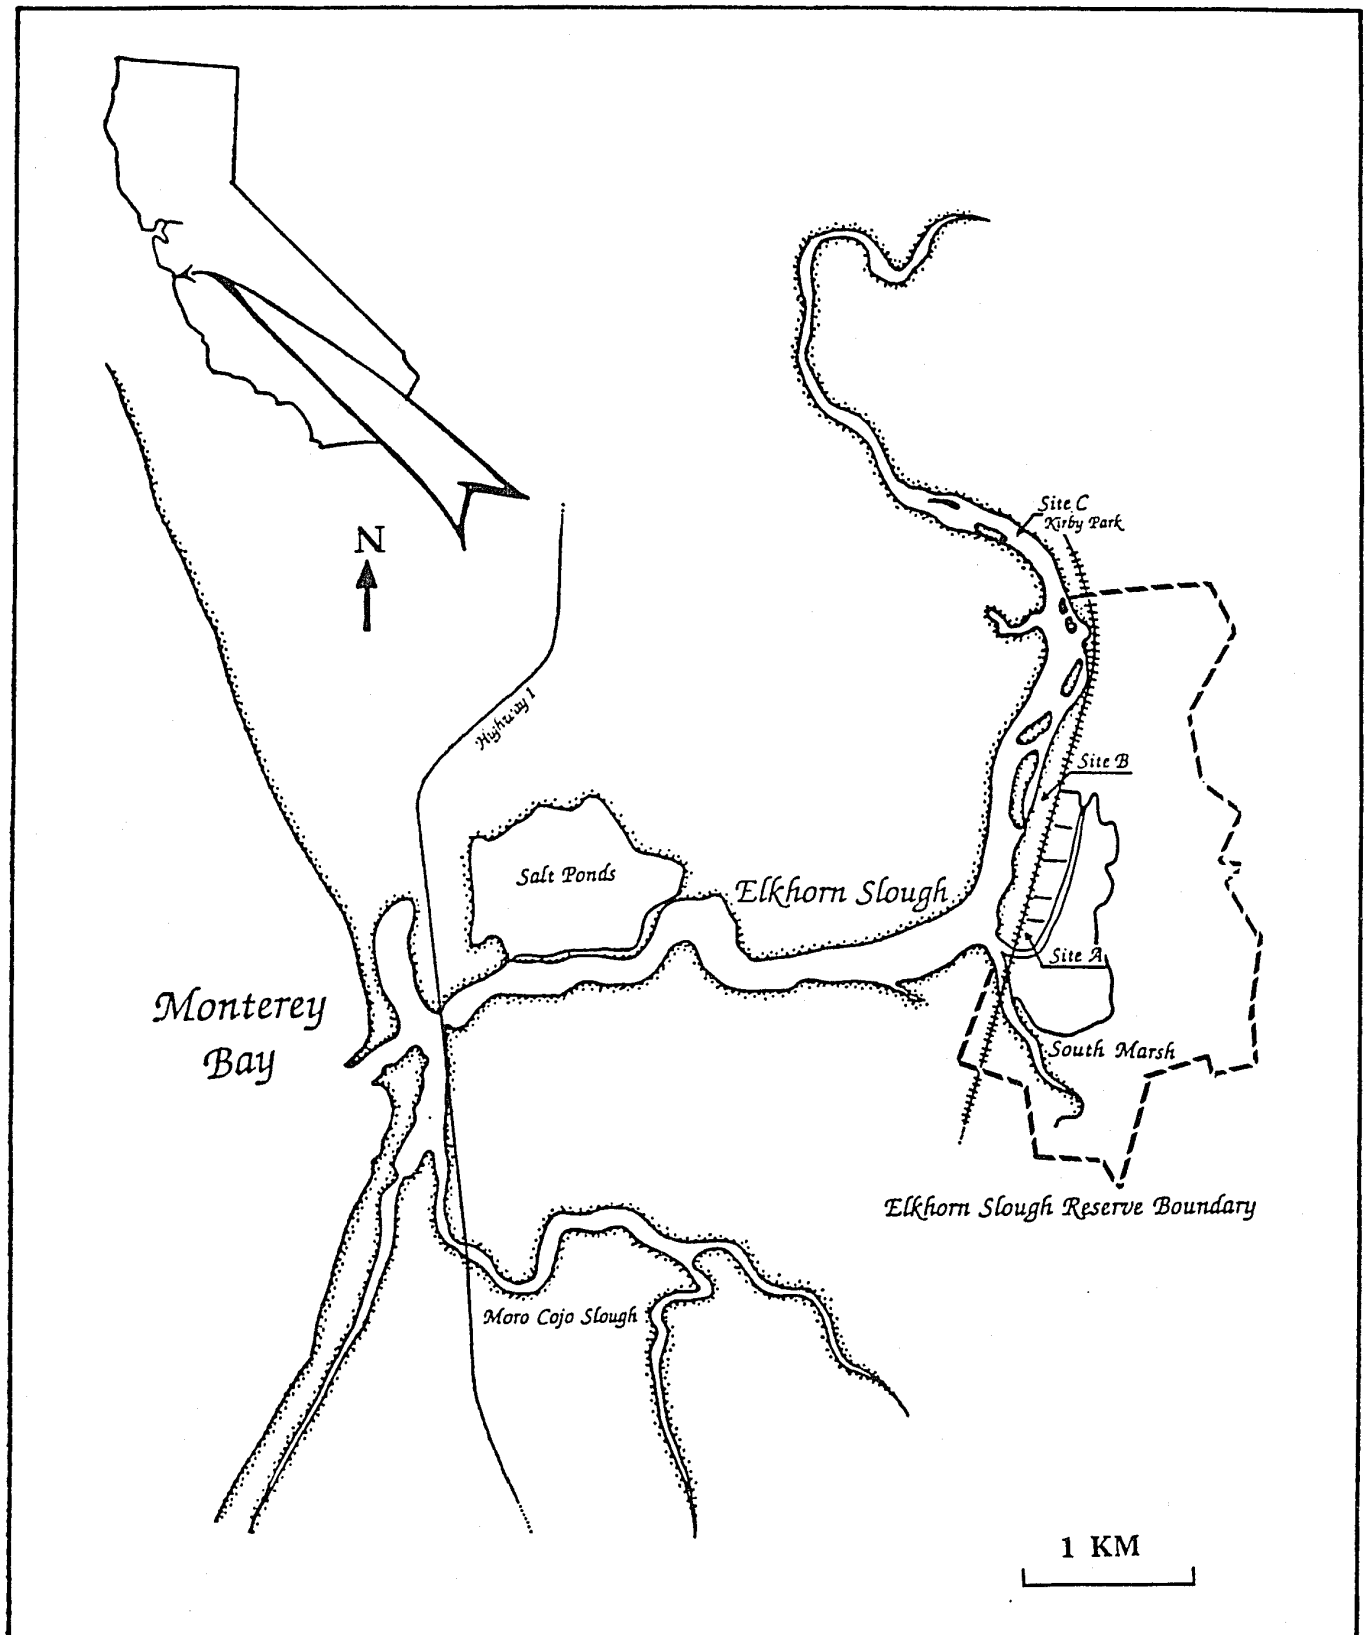 N
Site C
Kirby Park
Highway 1
Site B
Salt Ponds
Elkhorn Slough
Site A
Monterey
Bay
South Marsh
Elkhorn Slough Reserve Boundary
Moro Cojo Slough
1 KM